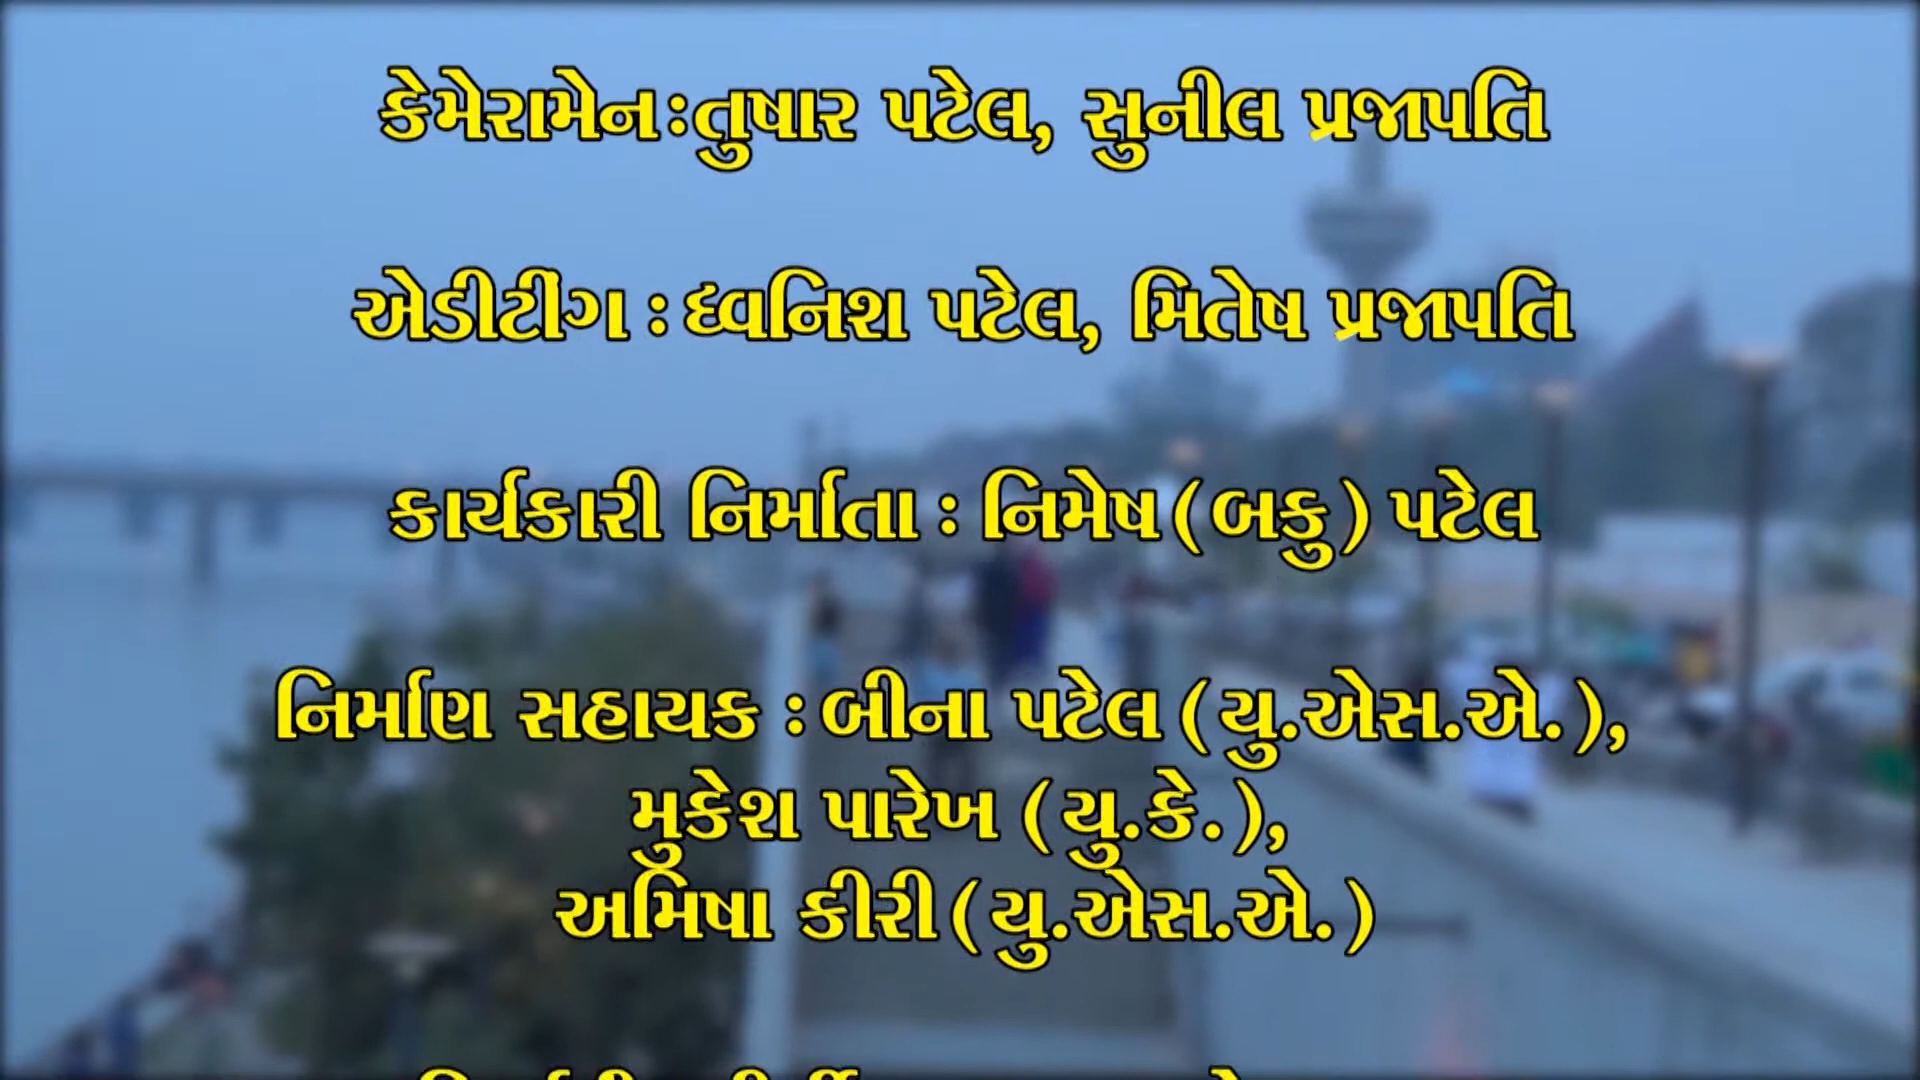 કેમેરામેન:તુષાર પટેલ, સુનીલ પ્રજાપતિ
એડીટીંગ : ધ્વનિશ પટેલ, મિતેષ પ્રજાપતિ
કાર્યકારી નિર્માતા : નિમેષ(બકુ) પટેલ
નિર્માણ સહાયક : બીના પટેલ (યુ.એસ.એ.),
મુકેશ પારેખ (યુ.કે.),
અમિષા કીરી(યુ.એસ.એ.)